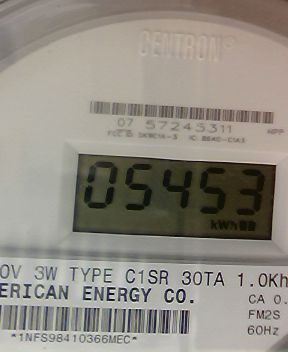 CENTRON®
07 57245311
05453
kWh
0V 3W TYPE C1SR 30TA 1.0Kh
ERICAN ENERGY CO.
CA 0.
FM2S
60Hz
*1NFS98410366MEC*